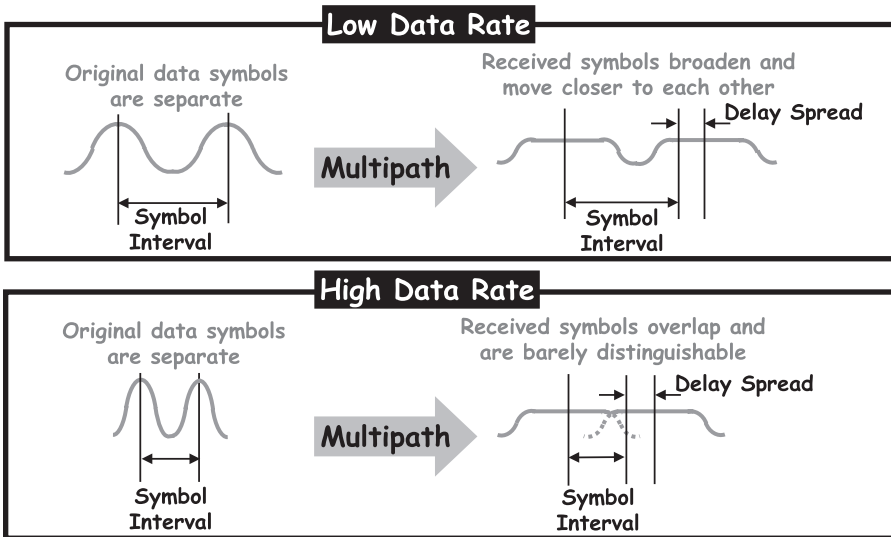 Low Data Rate
Original data symbols
are separate
Received symbols broaden and
move closer to each other
Delay Spread
Multipath
Symbol
Interval
Symbol
Interval
High Data Rate
Original data symbols
are separate
Received symbols overlap and
are barely distinguishable
Delay Spread
Multipath
Symbol
Interval
Symbol
Interval